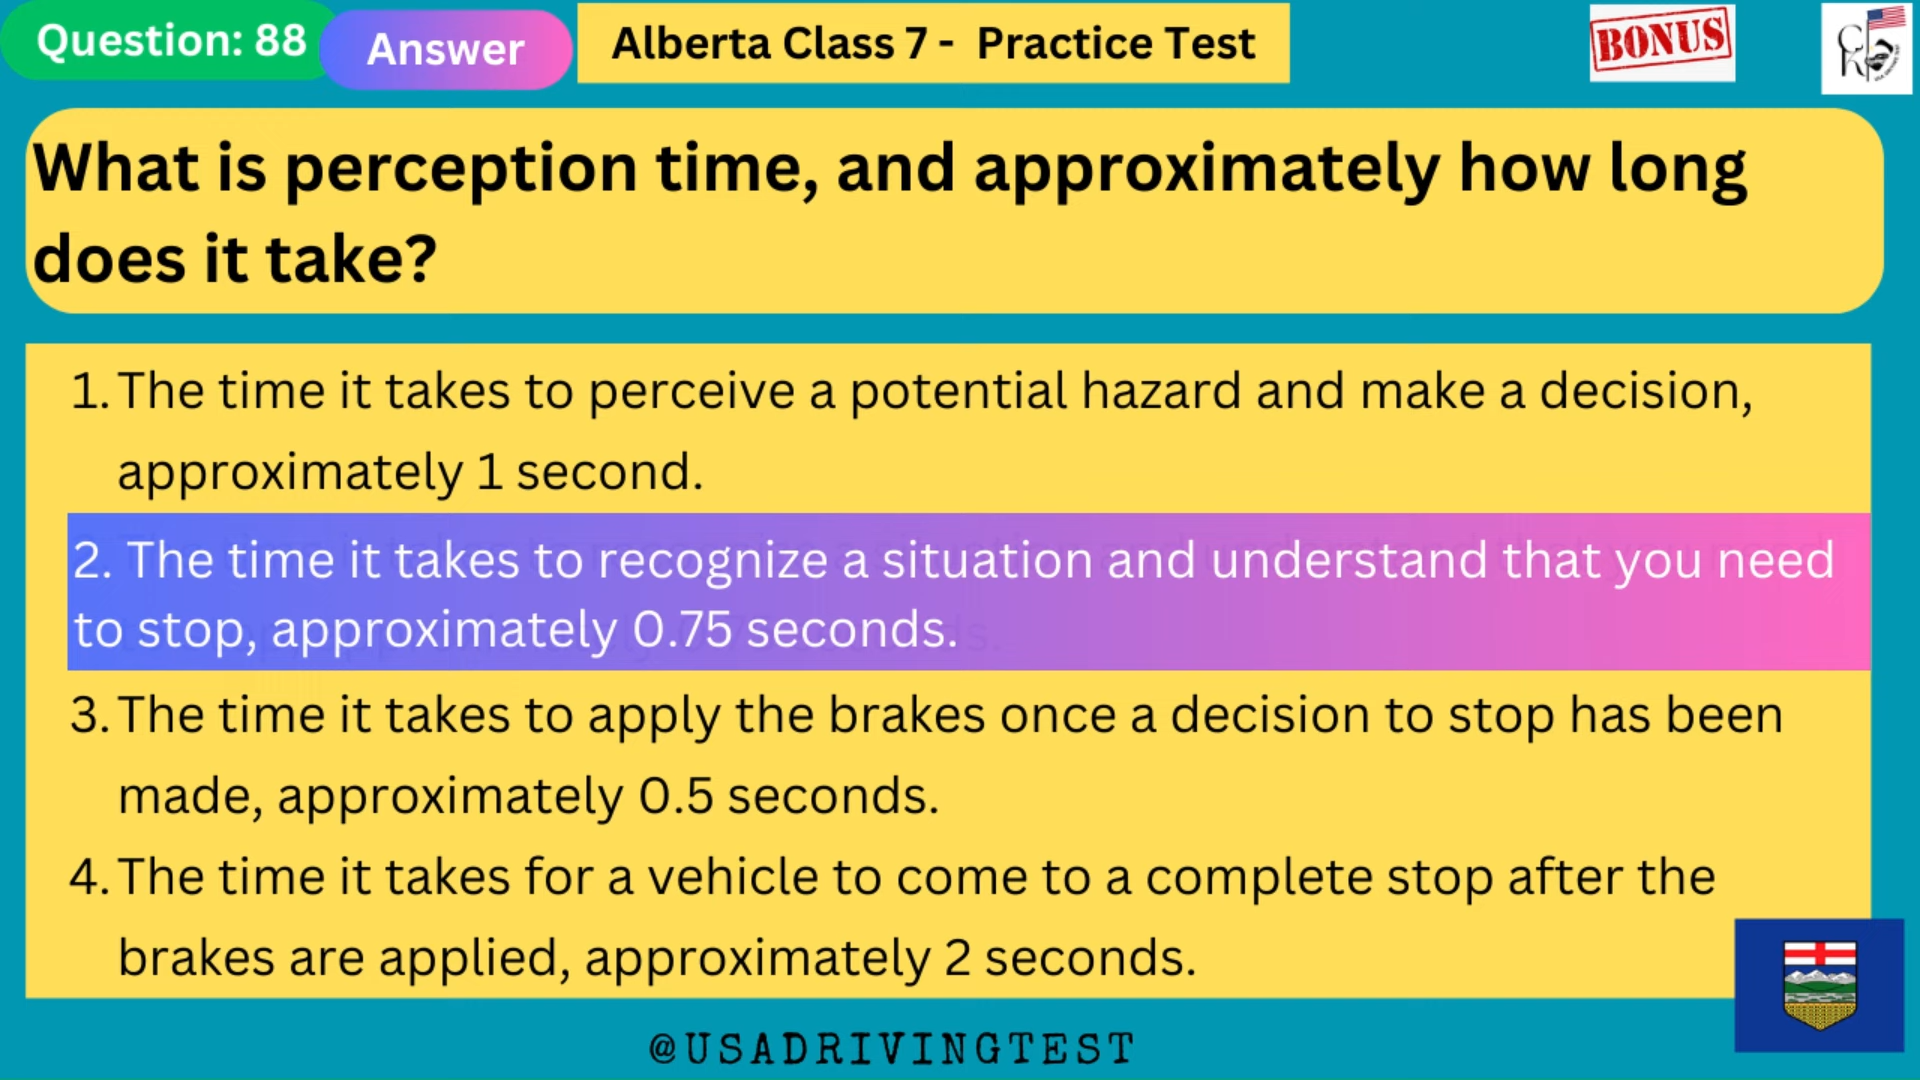 Question: 88
Answer
Alberta Class 7 - Practice Test
BONUS
What is perception time, and approximately how long
does it take?
1. The time it takes to perceive a potential hazard and make a decision,
approximately 1 second.
2. The time it takes to recognize a situation and understand that you need
to stop, approximately 0.75 seconds.
3. The time it takes to apply the brakes once a decision to stop has been
made, approximately 0.5 seconds.
4. The time it takes for a vehicle to come to a complete stop after the
brakes are applied, approximately 2 seconds.
@USADRIVINGTEST